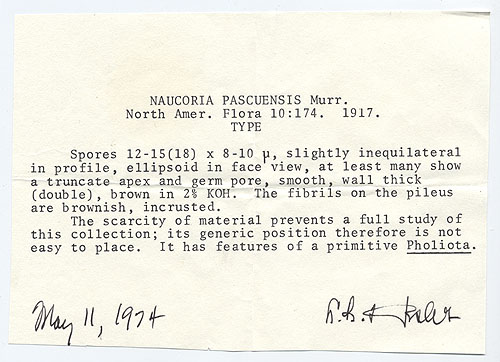 NAUCORIA PASCUENSIS Murr.
North Amer. Flora 10:174. 1917.
TYPE
Spores 12-15(18) x 8-10 μ, slightly inequilateral
in profile, ellipsoid in face view, at least many show
a truncate apex and germ pore, smooth, wall thick
(double), brown in 2% KOH. The fibrils on the pileus
are brownish, incrusted.
The scarcity of material prevents a full study of
this collection; its generic position therefore is not
easy to place. It has features of a primitive Pholiota.
May 11, 1974